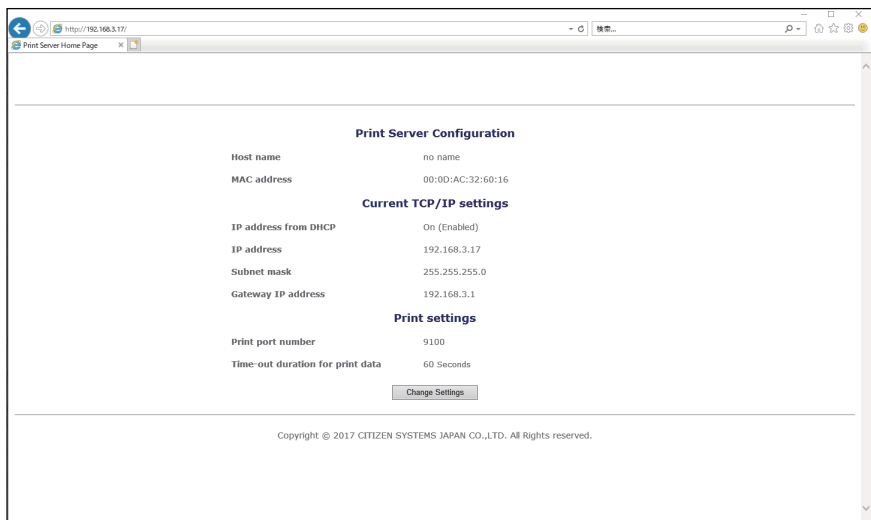 http://192.168.3.17/
検索...
Print Server Home Page
Print Server Configuration
Host name no name
MAC address 00:0D:AC:32:60:16
Current TCP/IP settings
IP address from DHCP On (Enabled)
IP address 192.168.3.17
Subnet mask 255.255.255.0
Gateway IP address 192.168.3.1
Print settings
Print port number 9100
Time-out duration for print data 60 Seconds
Change Settings
Copyright © 2017 CITIZEN SYSTEMS JAPAN CO.,LTD. All Rights reserved.